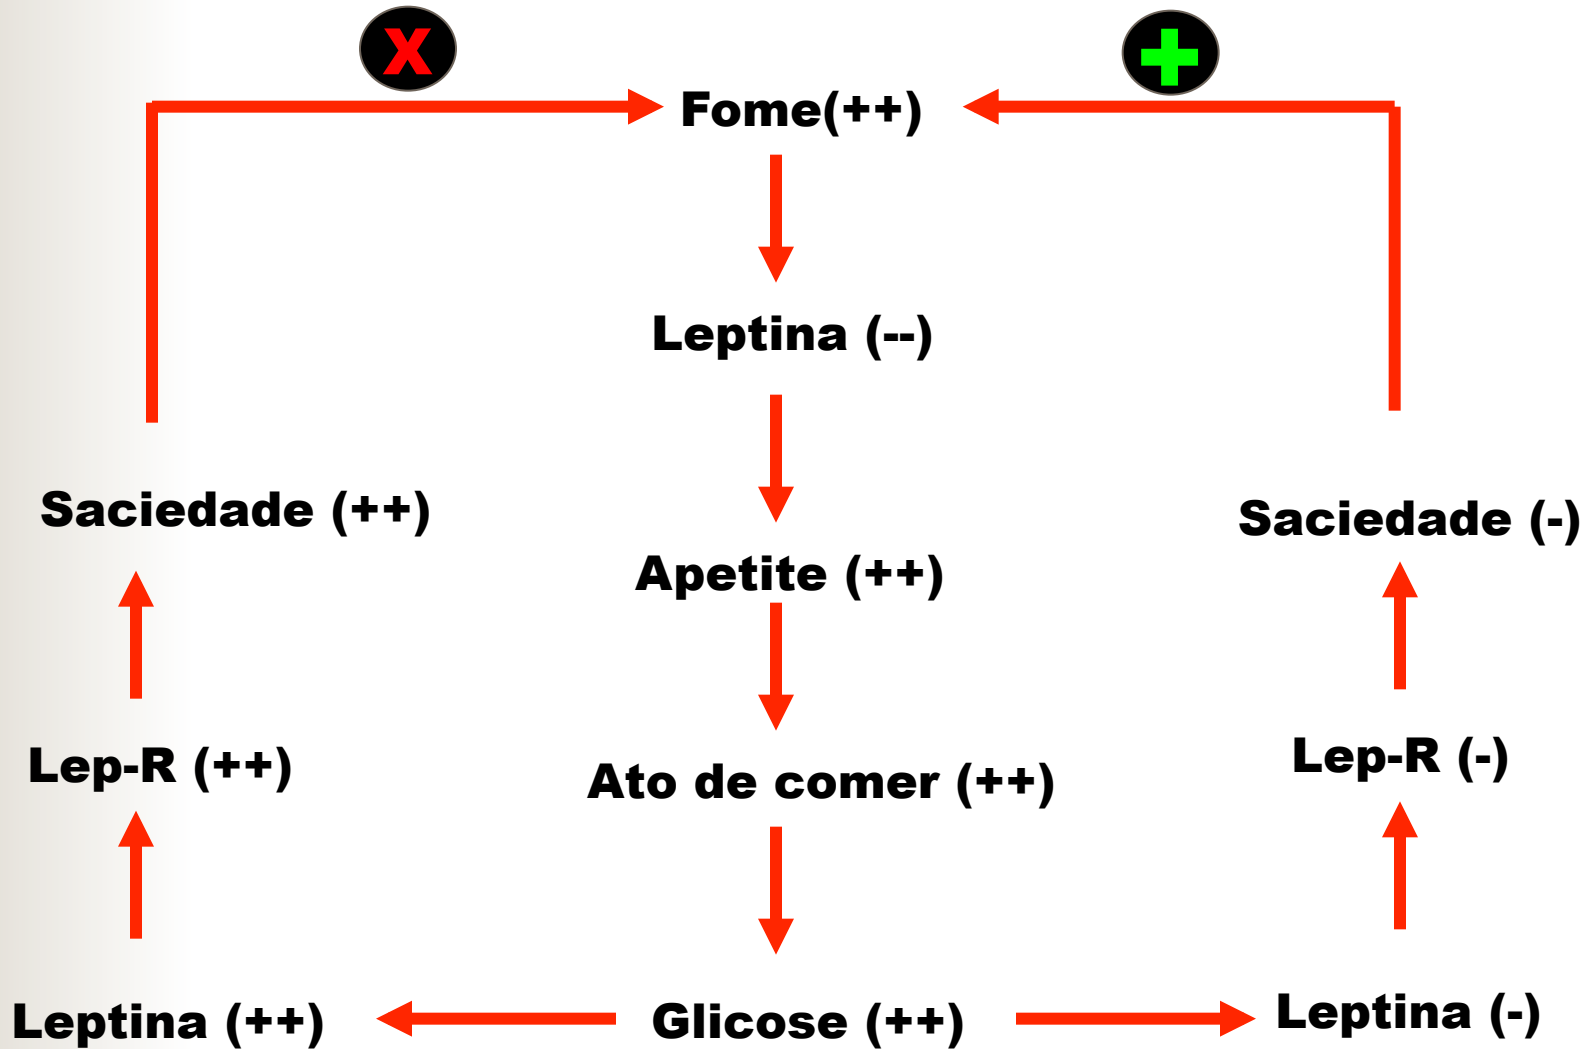 X
+
Fome(++)
Leptina (--)
Saciedade (++)
Saciedade (-)
Apetite (++)
Lep-R (++)
Ato de comer (++)
Lep-R (-)
Leptina (++)
Glicose (++)
Leptina (-)